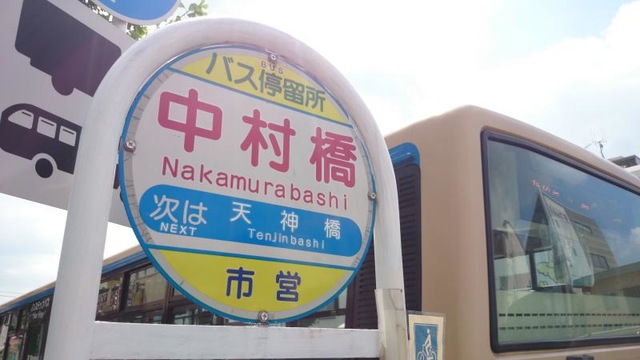 バス停留所
BUS
中村橋
Nakamurabashi
次は 天神橋
NEXT Tenjinbashi
市営